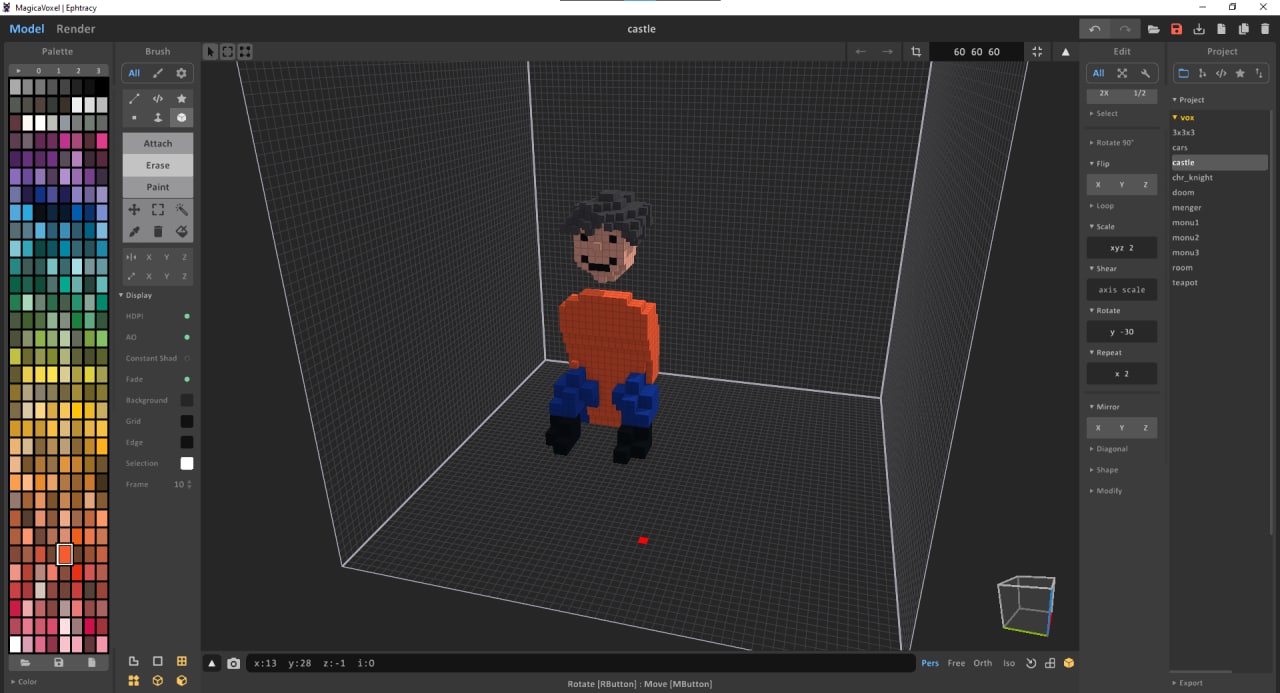 MagicaVoxel | Ephtracy
Model Render
castle
Palette
Brush
60 60 60
Edit
Project
0 1 2 3
All
All
2X 1/2
Select
Project
vox
Attach
3x3x3
Rotate 90°
cars
Erase
Flip
castle
Paint
X Y Z
chr_knight
doom
Loop
menger
Scale
monu1
xyz 2
monu2
X Y Z
monu3
Shear
room
X Y Z
axis scale
teapot
Display
Rotate
HDPI
y -30
AO
Repeat
Constant Shad
x 2
Fade
Background
Mirror
Grid
X Y Z
Edge
Diagonal
Selection
Shape
Frame 10
Modify
x:13 y:28 z:-1 i:0
Pers Free Orth Iso
Color
Rotate [RButton] : Move [MButton]
Export